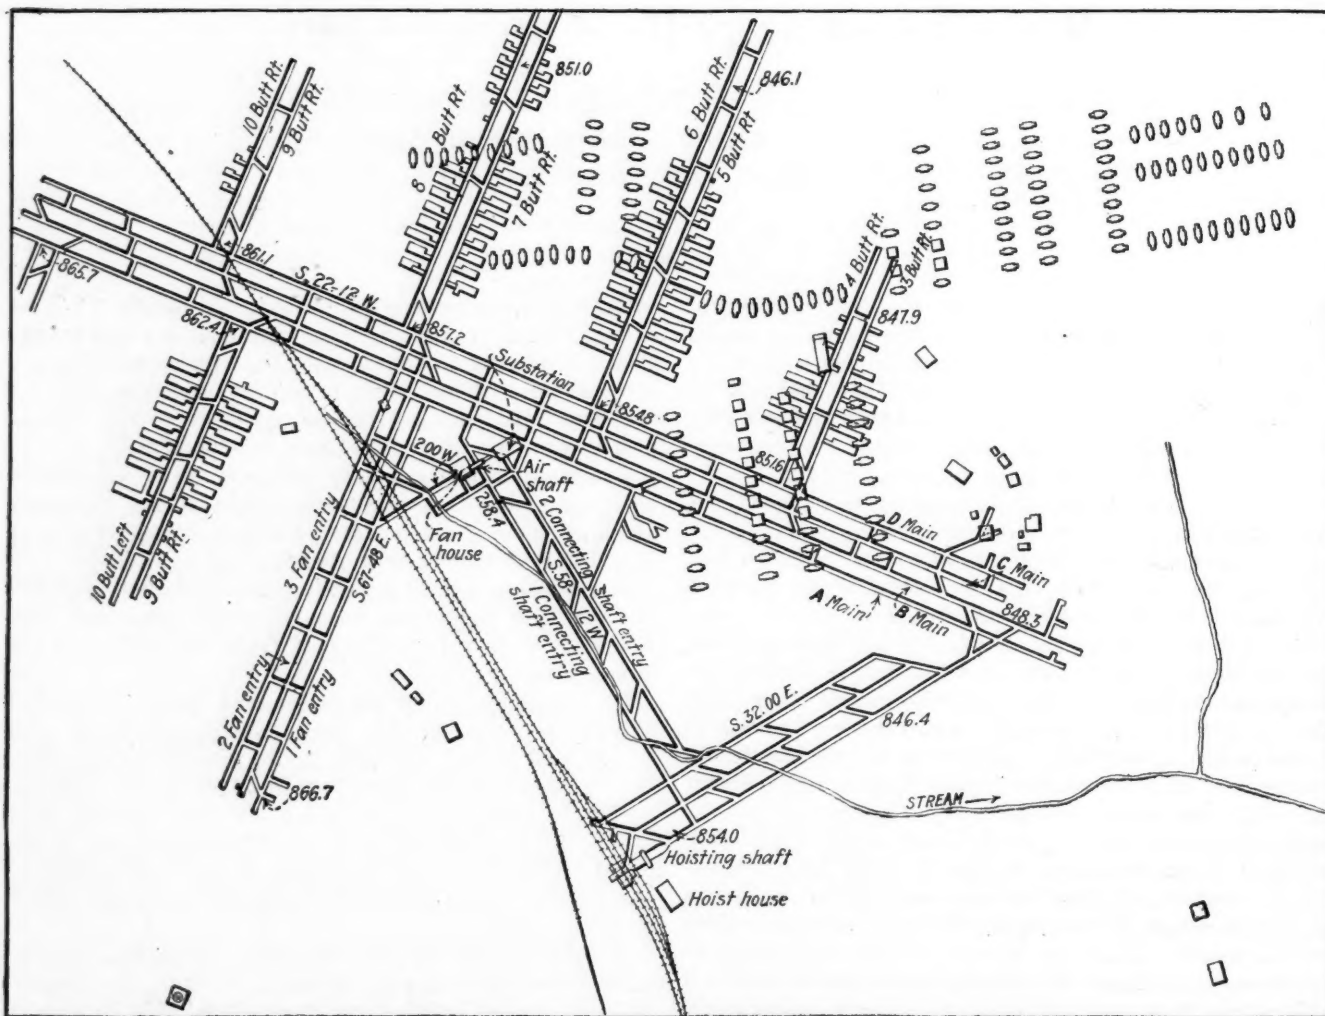 10 Butt Rt.
9 Butt Rt.
8 Butt Rt.
7 Butt Rt.
851.0
6 Butt Rt.
5 Butt Rt
846.1
4 Butt Rt.
3 Butt Rt.
847.9
865.7
861.1
S. 22-12 W.
862.4
857.2
Substation
854.8
851.6
200 W
Air
shaft
258.4
Fan
house
10 Butt Left
9 Butt Rt.
3 Fan entry
S. 67-48 E.
2 Fan entry
1 Fan entry
866.7
2 Connecting
shaft entry
S. 58-
12 W
1 Connecting
shaft entry
D Main
C Main
A Main
B Main
848.3
S. 32.00 E.
846.4
STREAM
854.0
Hoisting shaft
Hoist house